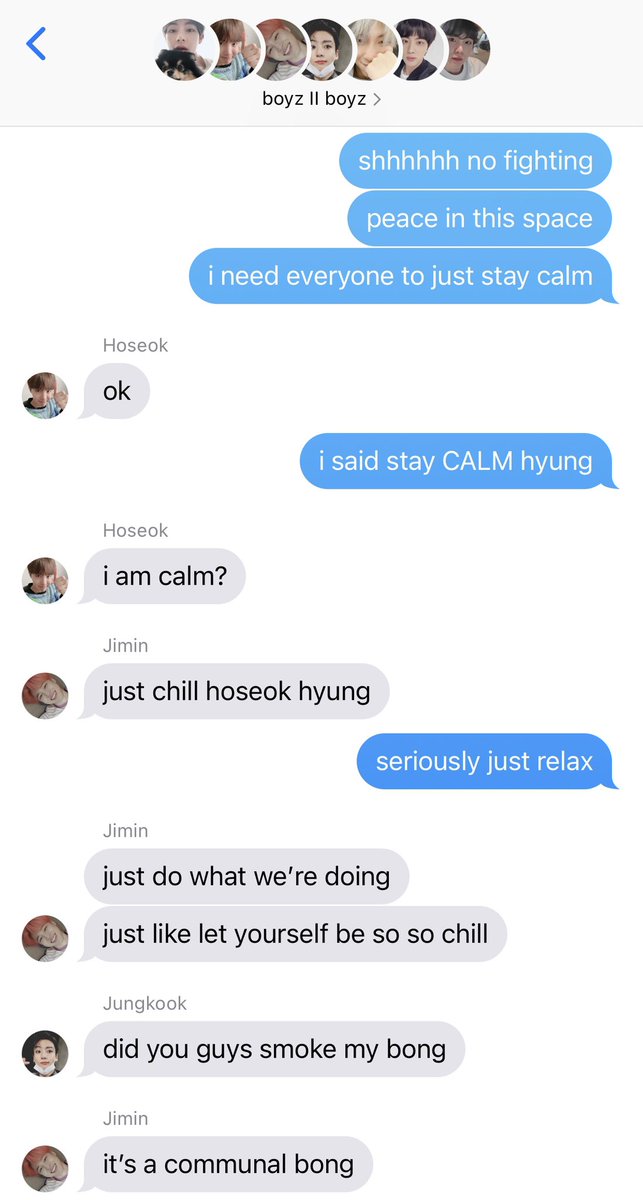 boyz II boyz >
shhhhhh no fighting
peace in this space
i need everyone to just stay calm
Hoseok
ok
i said stay CALM hyung
Hoseok
i am calm?
Jimin
just chill hoseok hyung
seriously just relax
Jimin
just do what we’re doing
just like let yourself be so so chill
Jungkook
did you guys smoke my bong
Jimin
it’s a communal bong